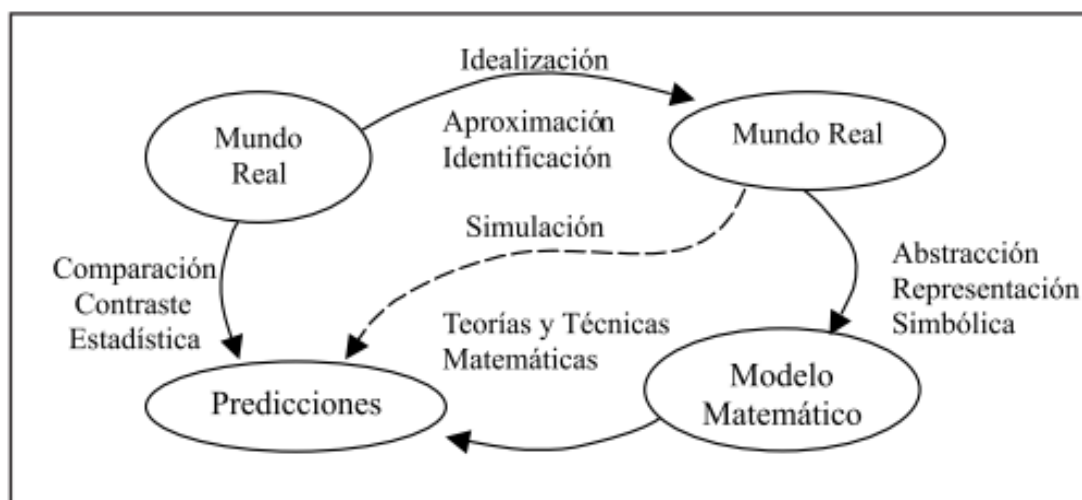 Idealización
Mundo
Real
Aproximación
Identificación
Mundo Real
Simulación
Comparación
Contraste
Estadística
Abstracción
Representación
Simbólica
Teorías y Técnicas
Matemáticas
Predicciones
Modelo
Matemático